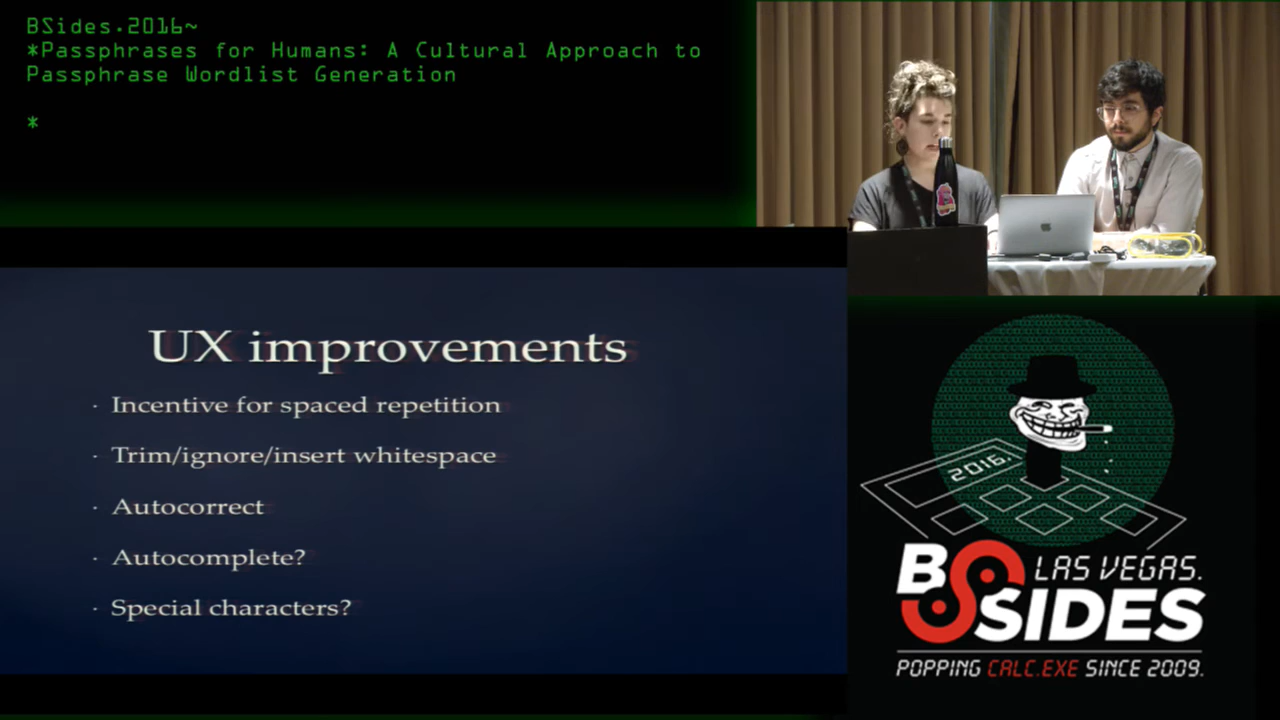 BSides.2016~
*Passphrases for Humans: A Cultural Approach to
Passphrase Wordlist Generation
*
UX improvements
· Incentive for spaced repetition
· Trim/ignore/insert whitespace
· Autocorrect
· Autocomplete?
· Special characters?
2016.
BSIDES
LAS VEGAS.
POPPING CALC.EXE SINCE 2009.